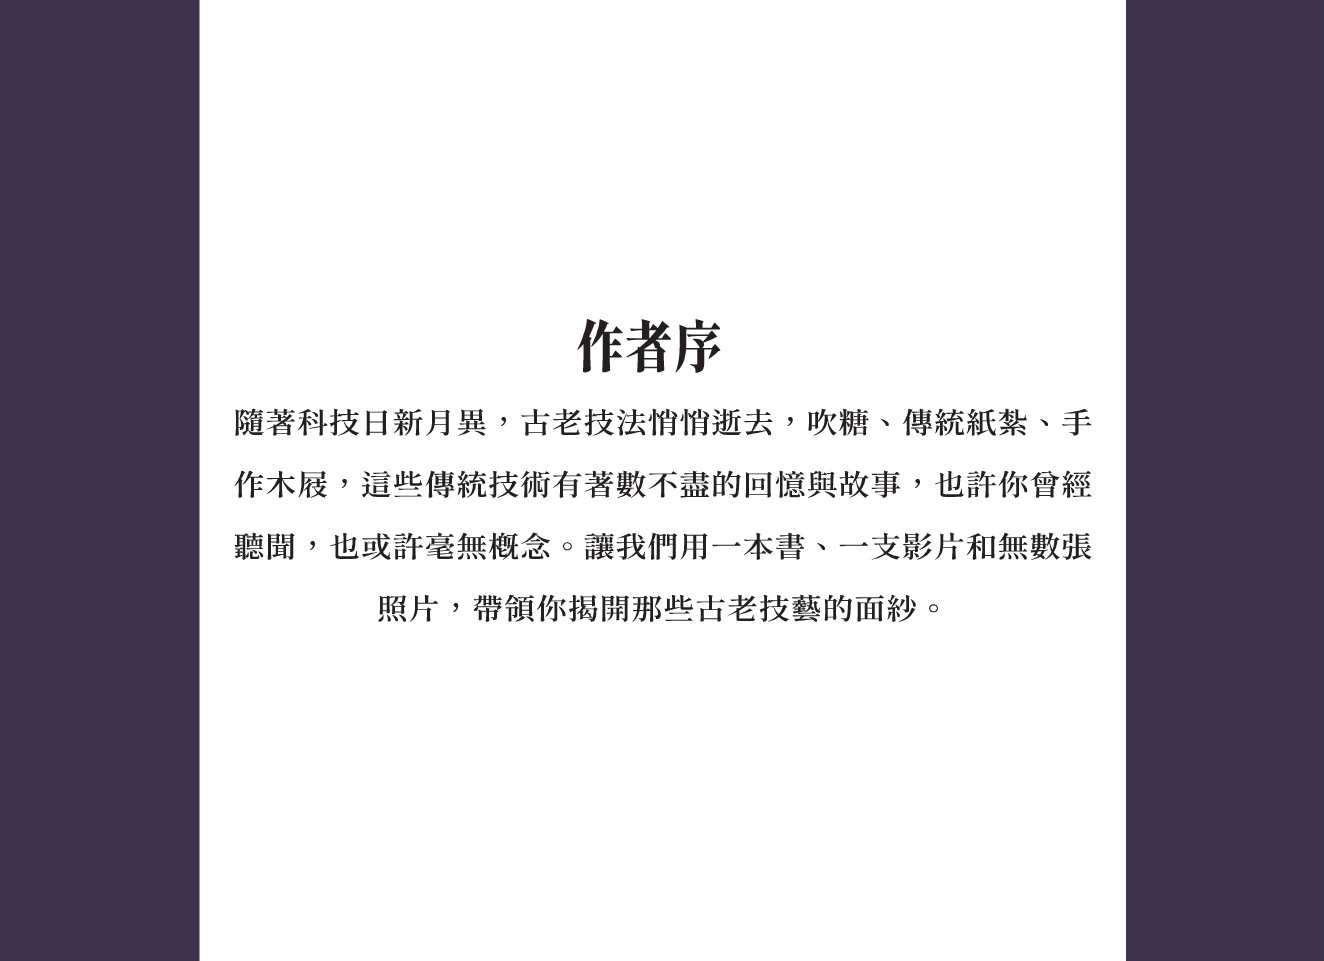 作者序
隨著科技日新月異，古老技法悄悄逝去，吹糖、傳統紙紮、手
作木屐，這些傳統技術有著數不盡的回憶與故事，也許你曾經
聽聞，也或許毫無概念。讓我們用一本書、一支影片和無數張
照片，帶領你揭開那些古老技藝的面紗。